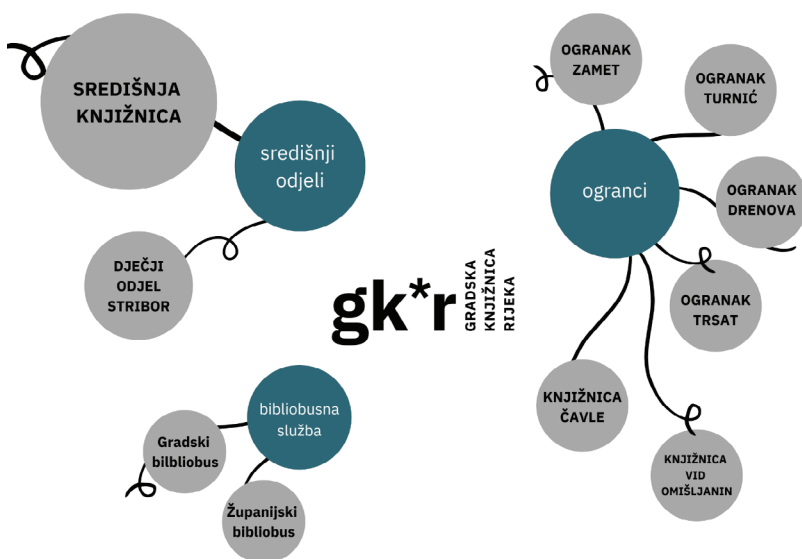 SREDIŠNJA
KNJIŽNICA
središnji
odjeli
DJEČJI
ODJEL
STRIBOR
gk*r
GRADSKA
KNJIŽNICA
RIJEKA
bibliobusna
služba
Gradski
bilbliobus
Županijski
bibliobus
OGRANAK
ZAMET
OGRANAK
TURNIĆ
ogranci
OGRANAK
DRENOVA
OGRANAK
TRSAT
KNJIŽNICA
ČAVLE
KNJIŽNICA
VID
OMIŠLJANIN